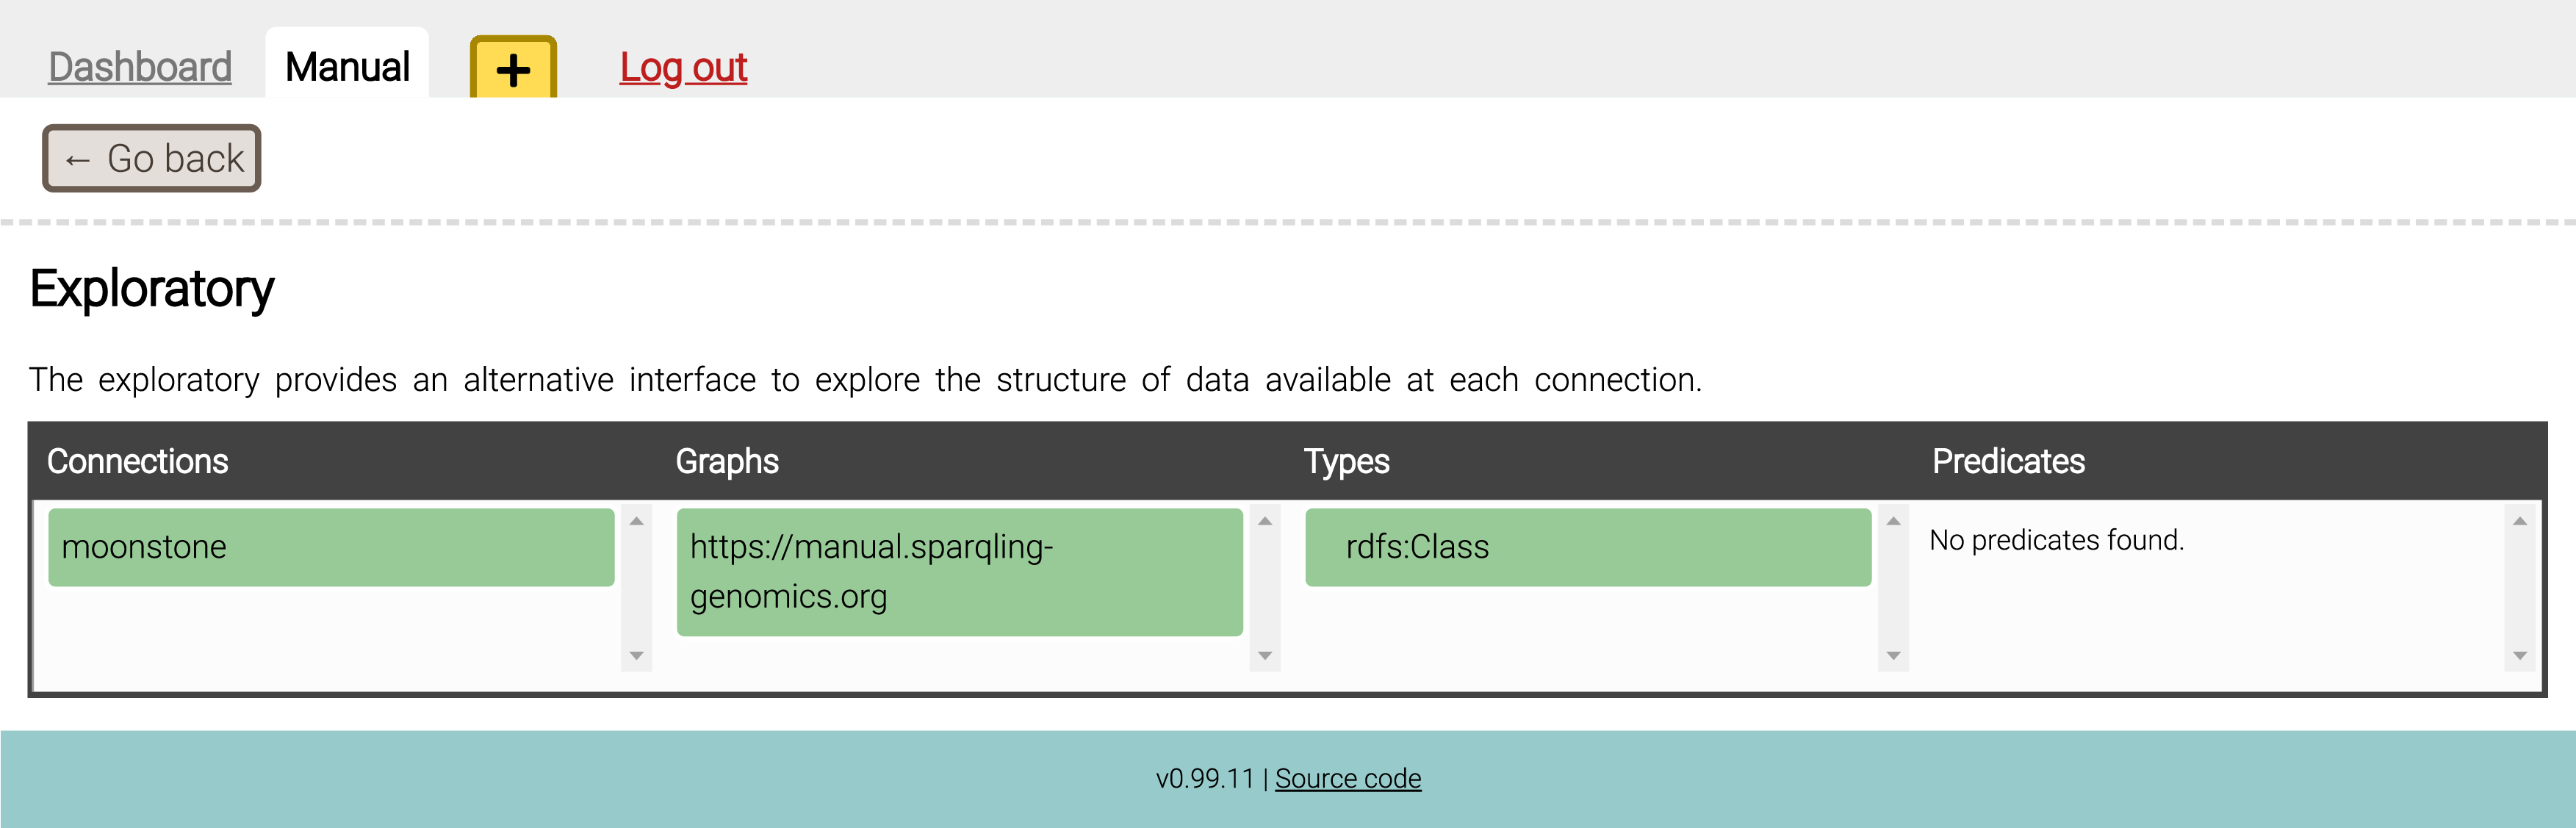 Dashboard Manual + Log out
← Go back
Exploratory
The exploratory provides an alternative interface to explore the structure of data available at each connection.
Connections Graphs Types Predicates
moonstone
https://manual.sparqling-
genomics.org
rdfs:Class
No predicates found.
v0.99.11 | Source code